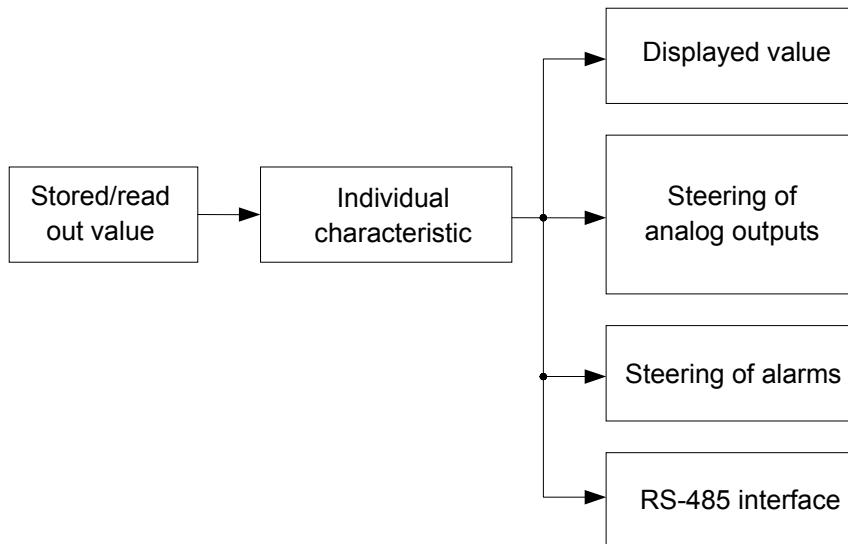 Stored/read
out value
Individual
characteristic
Displayed value
Steering of
analog outputs
Steering of alarms
RS-485 interface